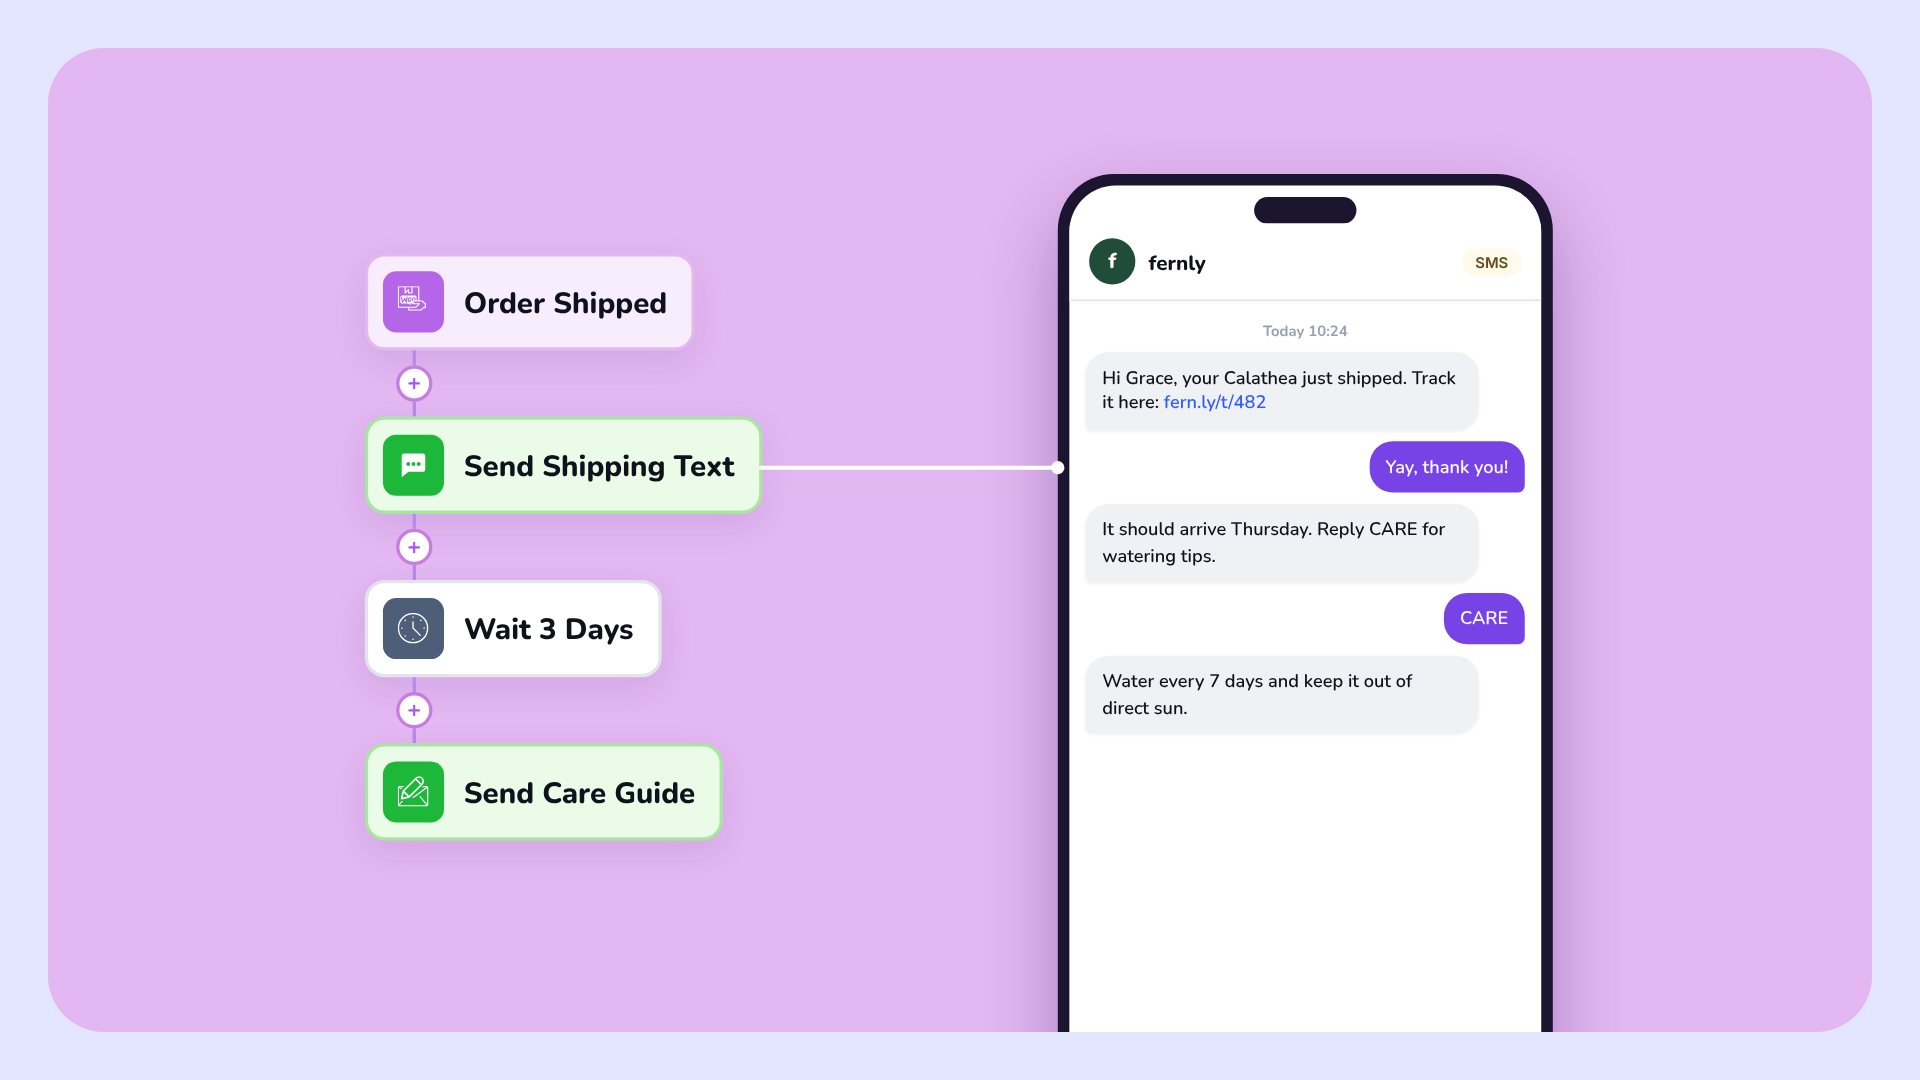 Order Shipped
Send Shipping Text
Wait 3 Days
Send Care Guide
f
fernly
SMS
Today 10:24
Hi Grace, your Calathea just shipped. Track
it here: fern.ly/t/482
Yay, thank you!
It should arrive Thursday. Reply CARE for
watering tips.
CARE
Water every 7 days and keep it out of
direct sun.